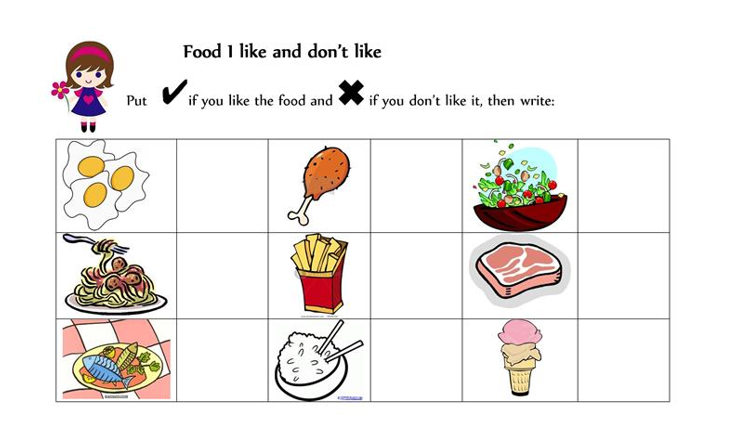 Food I like and don't like
Put ✔ if you like the food and ✖ if you don't like it, then write: